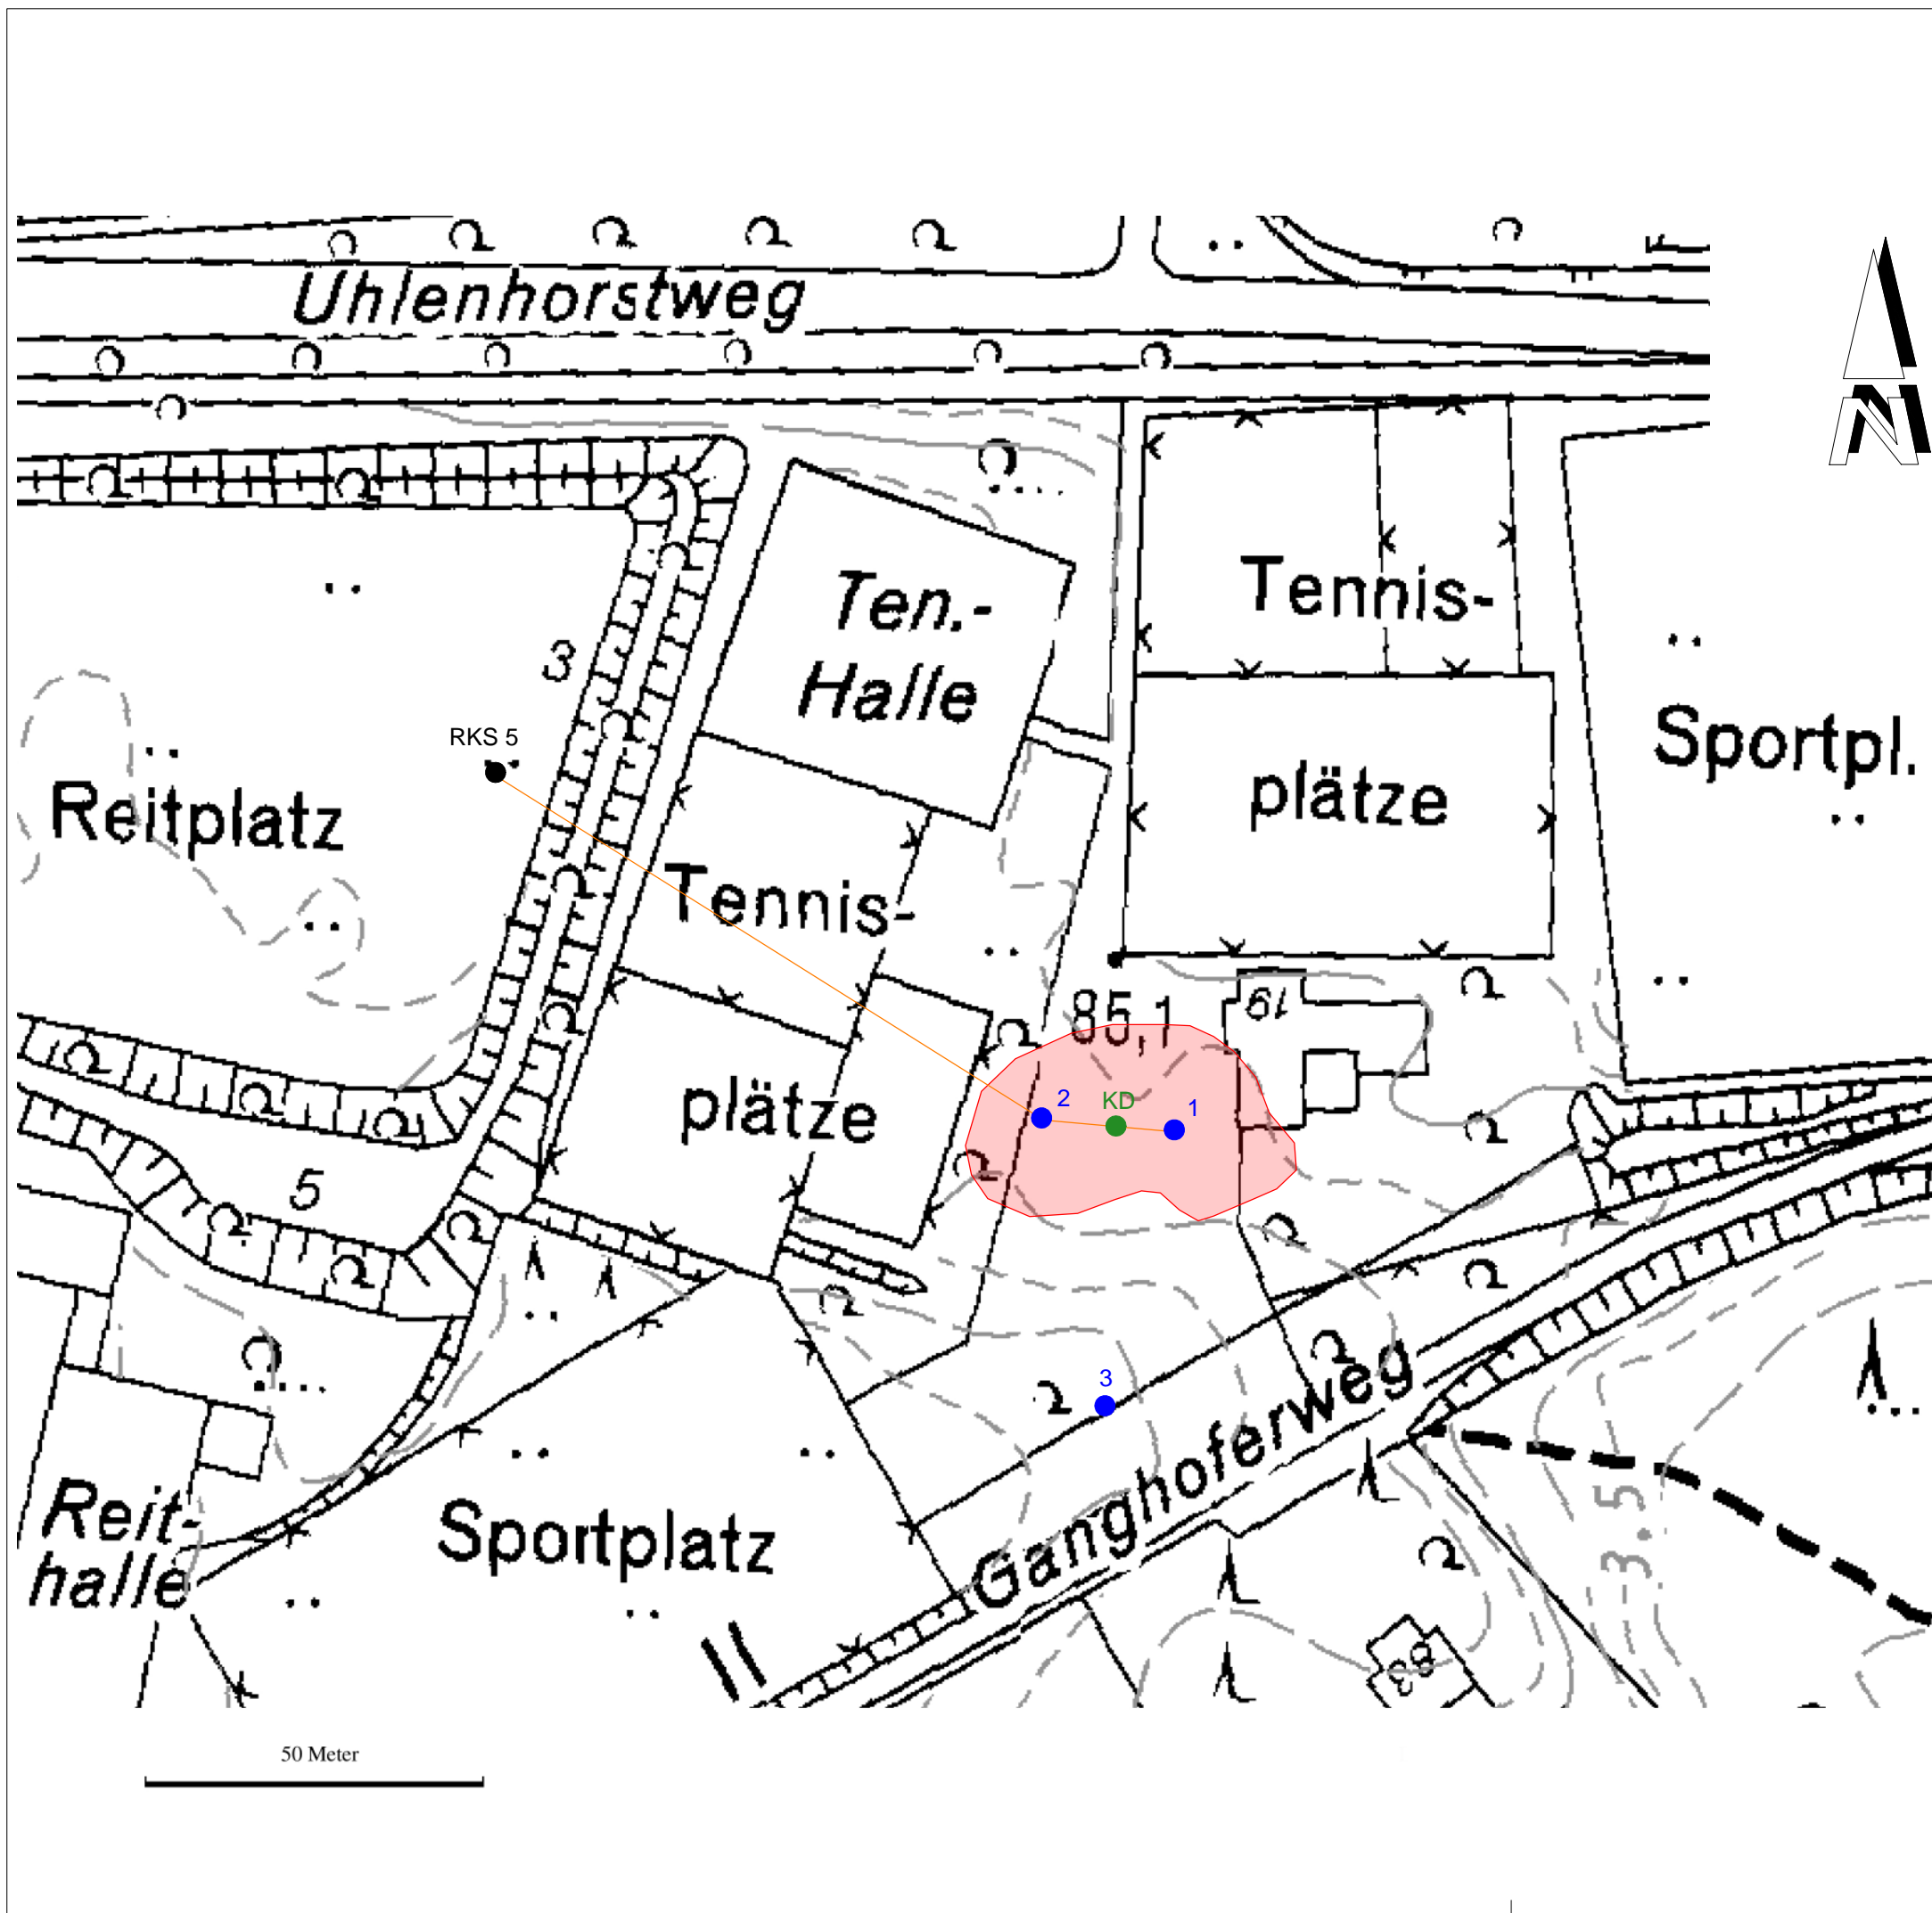 Uhlenhorstweg
N
Ten.-
Halle
Tennis-
plätze
Sportpl.
3
RKS 5
Reitplatz
Tennis-
plätze
85,1
19
2
KD
1
5
3
Ganghoferweg
Reit-
halle
Sportplatz
3.5
83
50 Meter